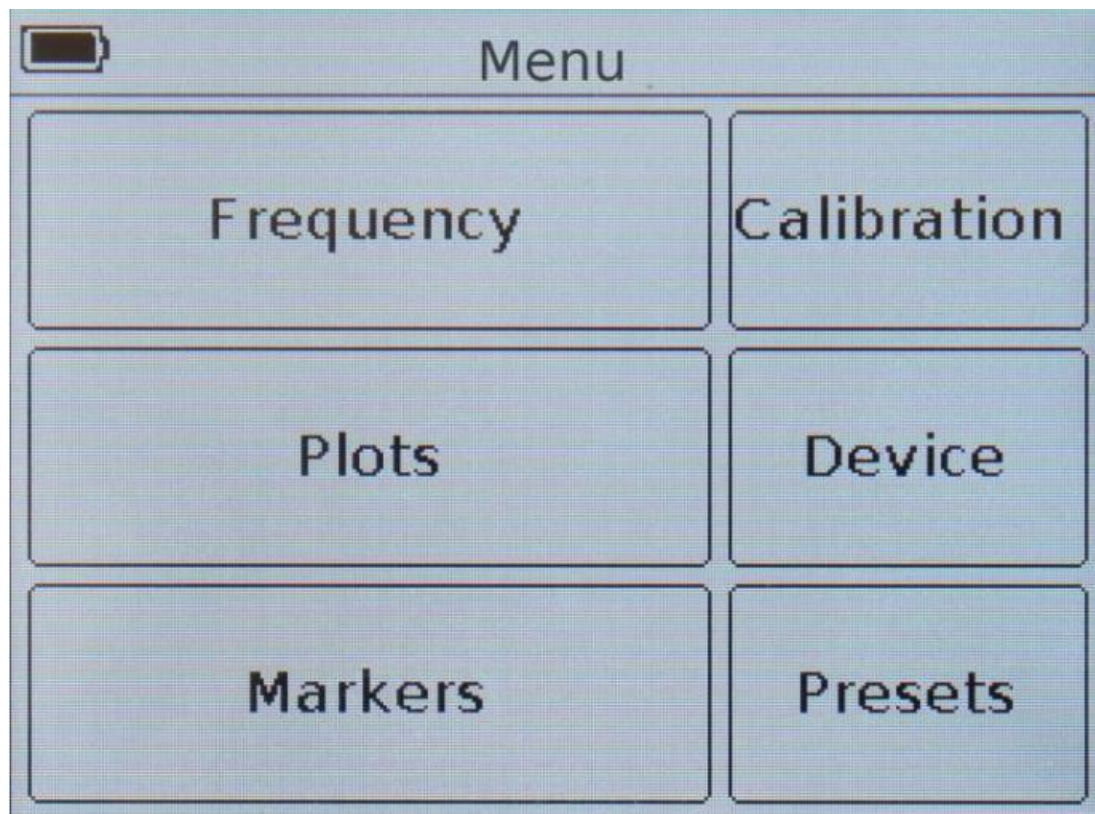 Menu
Frequency
Calibration
Plots
Device
Markers
Presets